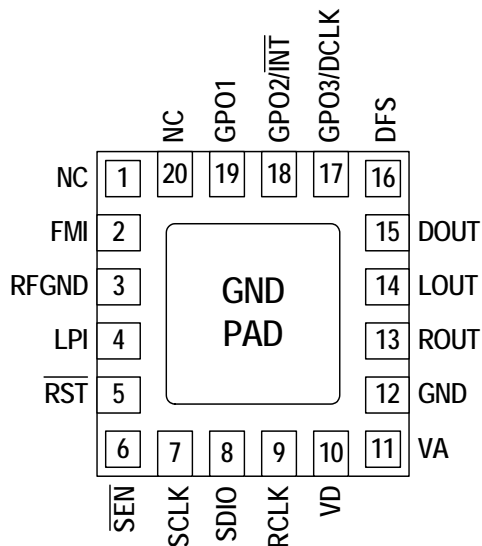 NC
GPO1
GPO2/INT
GPO3/DCLK
DFS
NC 1 20 19 18 17 16
FMI 2 15 DOUT
RFGND 3 14 LOUT
GND
PAD
LPI 4 13 ROUT
RST 5 12 GND
6 7 8 9 10 11 VA
SEN
SCLK
SDIO
RCLK
VD